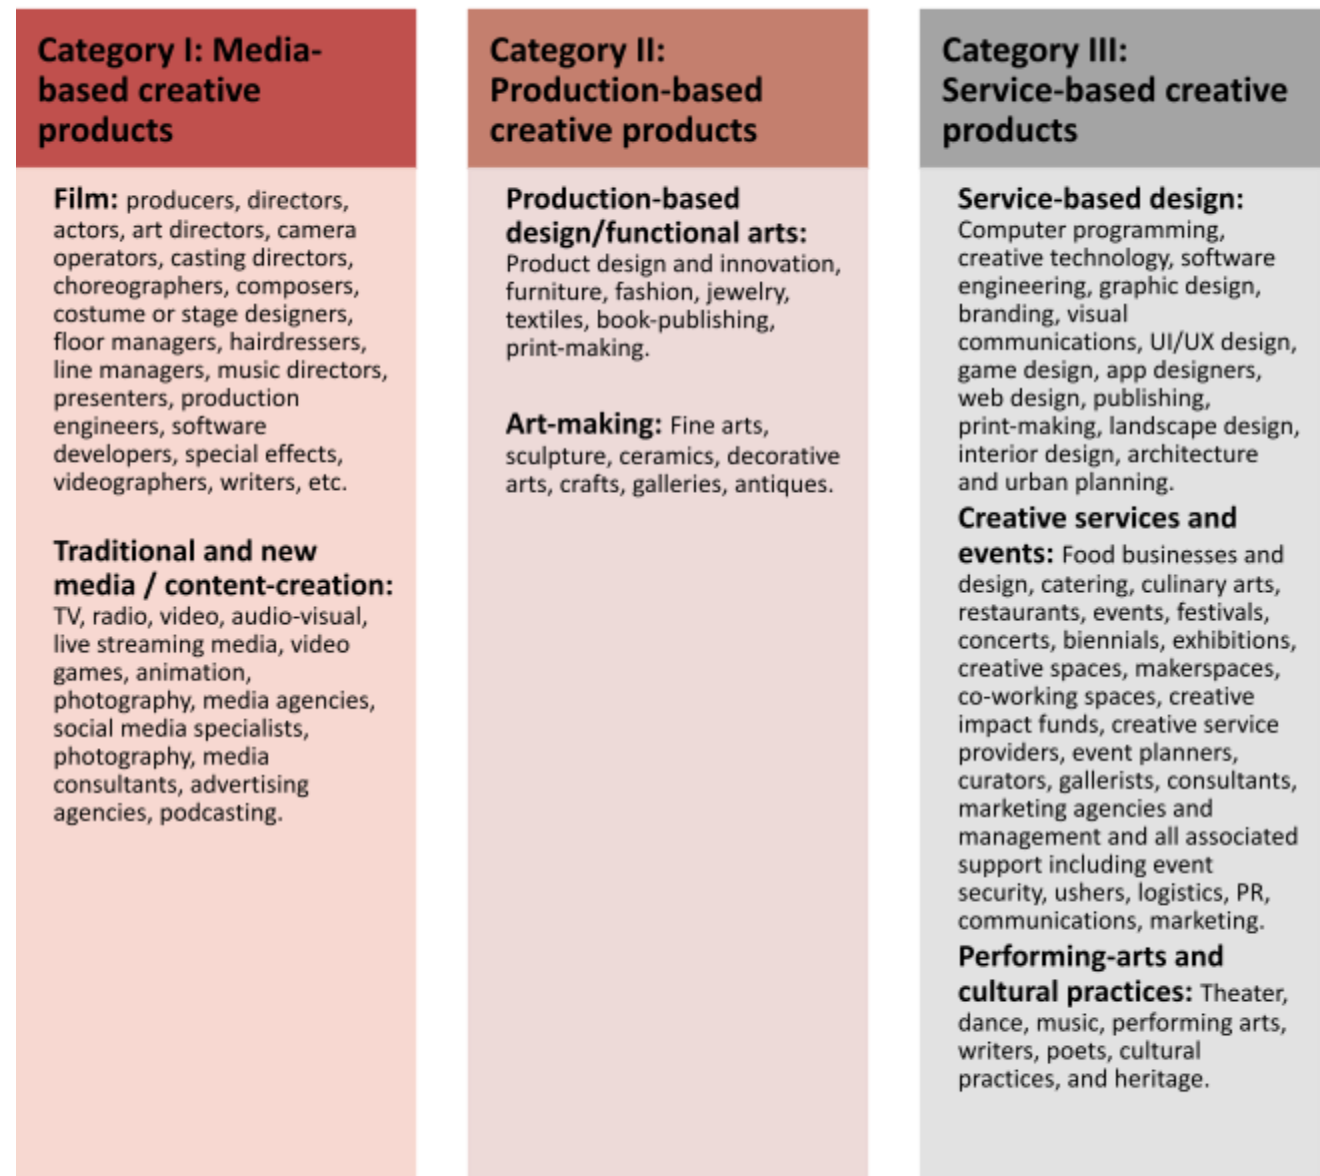 Category I: Media-
based creative
products
Film: producers, directors,
actors, art directors, camera
operators, casting directors,
choreographers, composers,
costume or stage designers,
floor managers, hairdressers,
line managers, music directors,
presenters, production
engineers, software
developers, special effects,
videographers, writers, etc.
Traditional and new
media / content-creation:
TV, radio, video, audio-visual,
live streaming media, video
games, animation,
photography, media agencies,
social media specialists,
photography, media
consultants, advertising
agencies, podcasting.
Category II:
Production-based
creative products
Production-based
design/functional arts:
Product design and innovation,
furniture, fashion, jewelry,
textiles, book-publishing,
print-making.
Art-making: Fine arts,
sculpture, ceramics, decorative
arts, crafts, galleries, antiques.
Category III:
Service-based creative
products
Service-based design:
Computer programming,
creative technology, software
engineering, graphic design,
branding, visual
communications, UI/UX design,
game design, app designers,
web design, publishing,
print-making, landscape design,
interior design, architecture
and urban planning.
Creative services and
events: Food businesses and
design, catering, culinary arts,
restaurants, events, festivals,
concerts, biennials, exhibitions,
creative spaces, makerspaces,
co-working spaces, creative
impact funds, creative service
providers, event planners,
curators, gallerists, consultants,
marketing agencies and
management and all associated
support including event
security, ushers, logistics, PR,
communications, marketing.
Performing-arts and
cultural practices: Theater,
dance, music, performing arts,
writers, poets, cultural
practices, and heritage.